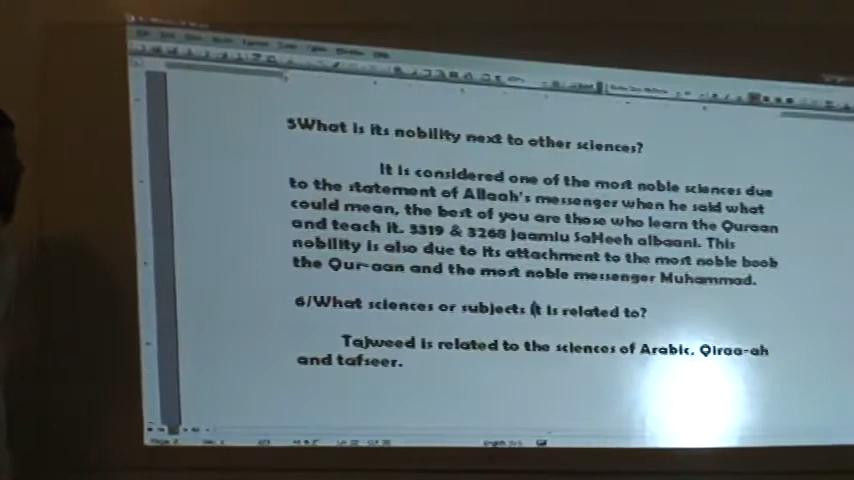 5What is its nobility next to other sciences?
It is considered one of the most noble sciences due
to the statement of Allaah's messenger when he said what
could mean, the best of you are those who learn the Quraan
and teach it. 3319 & 3268 Jaamiu SaHeeh albaani. This
nobility is also due to its attachment to the most noble book
the Qur-aan and the most noble messenger Muhammad.
6/What sciences or subjects it is related to?
Tajweed is related to the sciences of Arabic. Qiraa-ah
and tafseer.